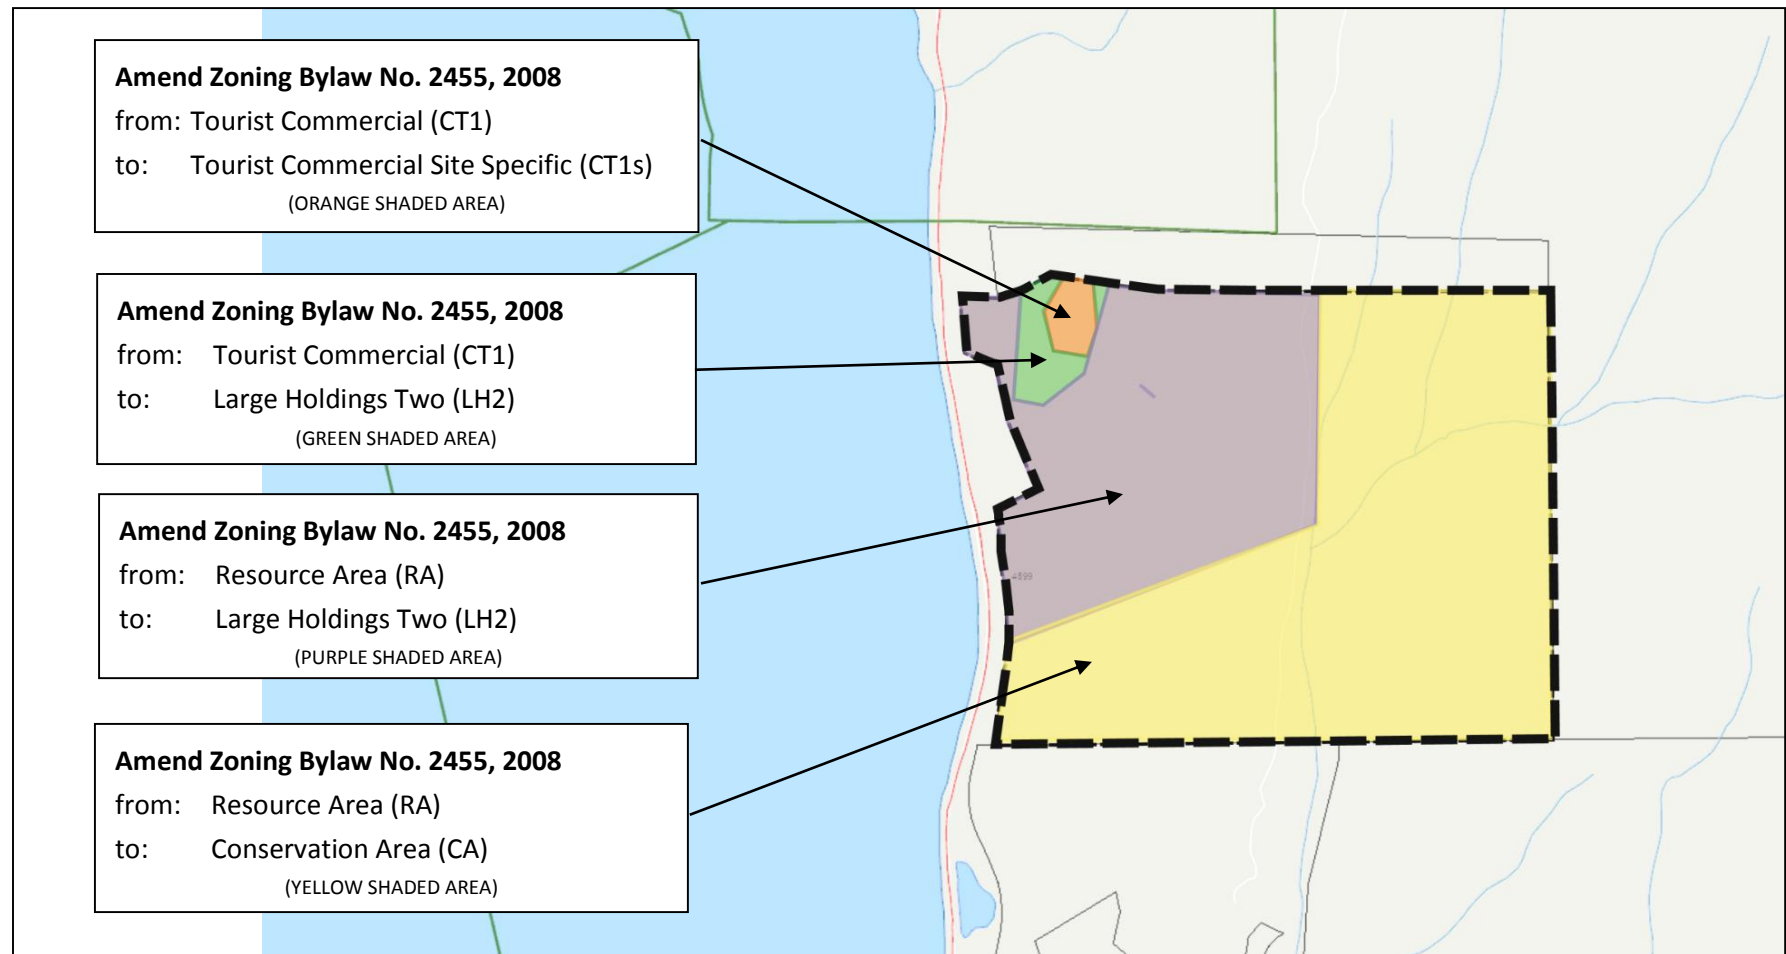 Amend Zoning Bylaw No. 2455, 2008
from: Tourist Commercial (CT1)
to: Tourist Commercial Site Specific (CT1s)
(ORANGE SHADED AREA)
Amend Zoning Bylaw No. 2455, 2008
from: Tourist Commercial (CT1)
to: Large Holdings Two (LH2)
(GREEN SHADED AREA)
Amend Zoning Bylaw No. 2455, 2008
from: Resource Area (RA)
to: Large Holdings Two (LH2)
(PURPLE SHADED AREA)
Amend Zoning Bylaw No. 2455, 2008
from: Resource Area (RA)
to: Conservation Area (CA)
(YELLOW SHADED AREA)